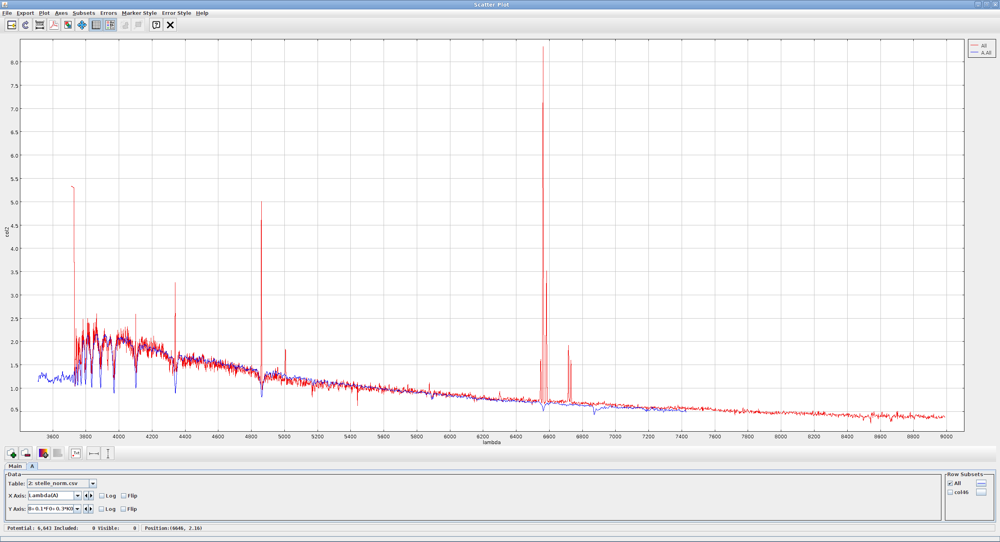 Scatter Plot
File Export Plot Axes Subsets Errors Marker Style Error Style Help
TITLE
Aa
Bb
Cc
All
A.All
8.0
7.5
7.0
6.5
6.0
5.5
5.0
4.5
4.0
3.5
3.0
2.5
2.0
1.5
1.0
0.5
col2
3600 3800 4000 4200 4400 4600 4800 5000 5200 5400 5600 5800 6000 6200 6400 6600 6800 7000 7200 7400 7600 7800 8000 8200 8400 8600 8800 9000
lambda
Txt
Main A
Data
Table: 2: stelle_norm.csv
X Axis: Lambda(A) Log Flip
Y Axis: 8+0.1*F0+0.3*K0 Log Flip
Row Subsets
All
col46
Potential: 6,643 Included: 0 Visible: 0 Position:(6646, 2.16)